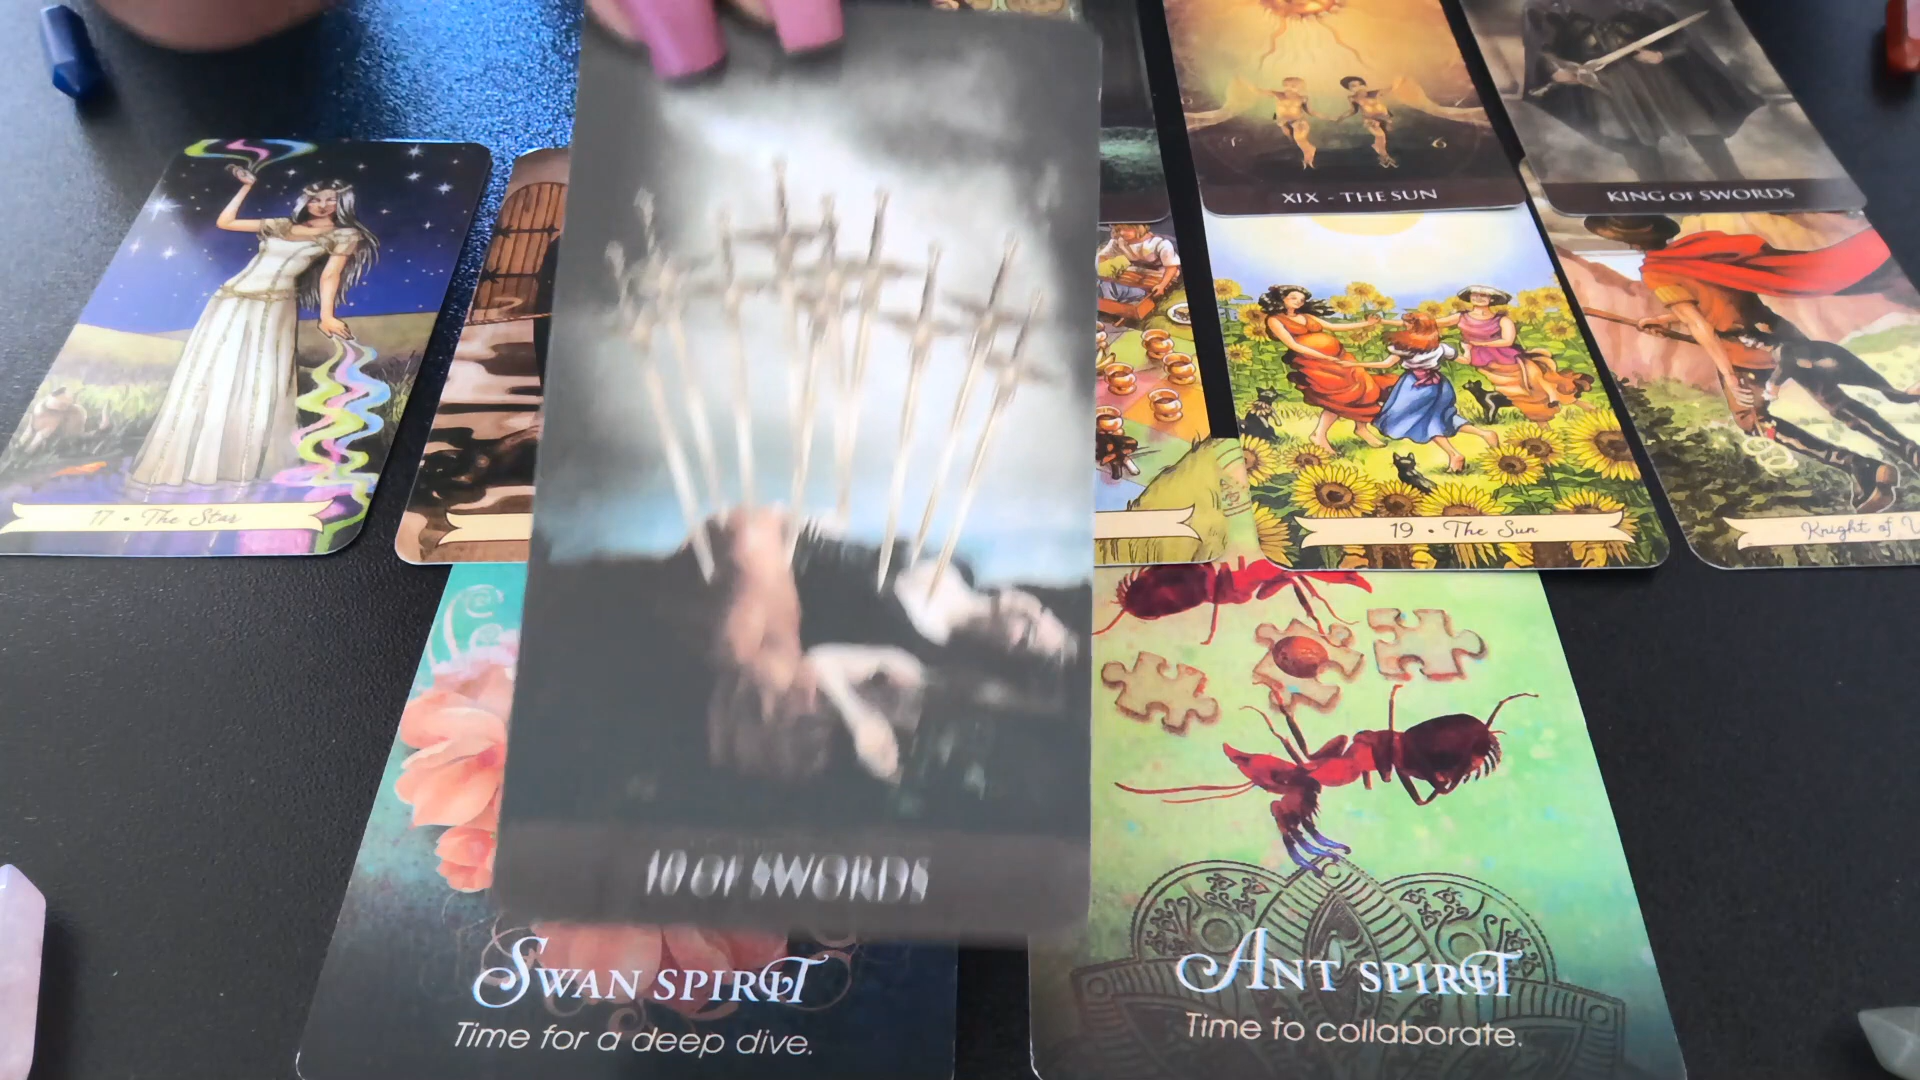 XIX - THE SUN
KING OF SWORDS
17 • The Star
19 • The Sun
Knight of
10 OF SWORDS
SWAN SPIRIT
Time for a deep dive.
ANT SPIRIT
Time to collaborate.